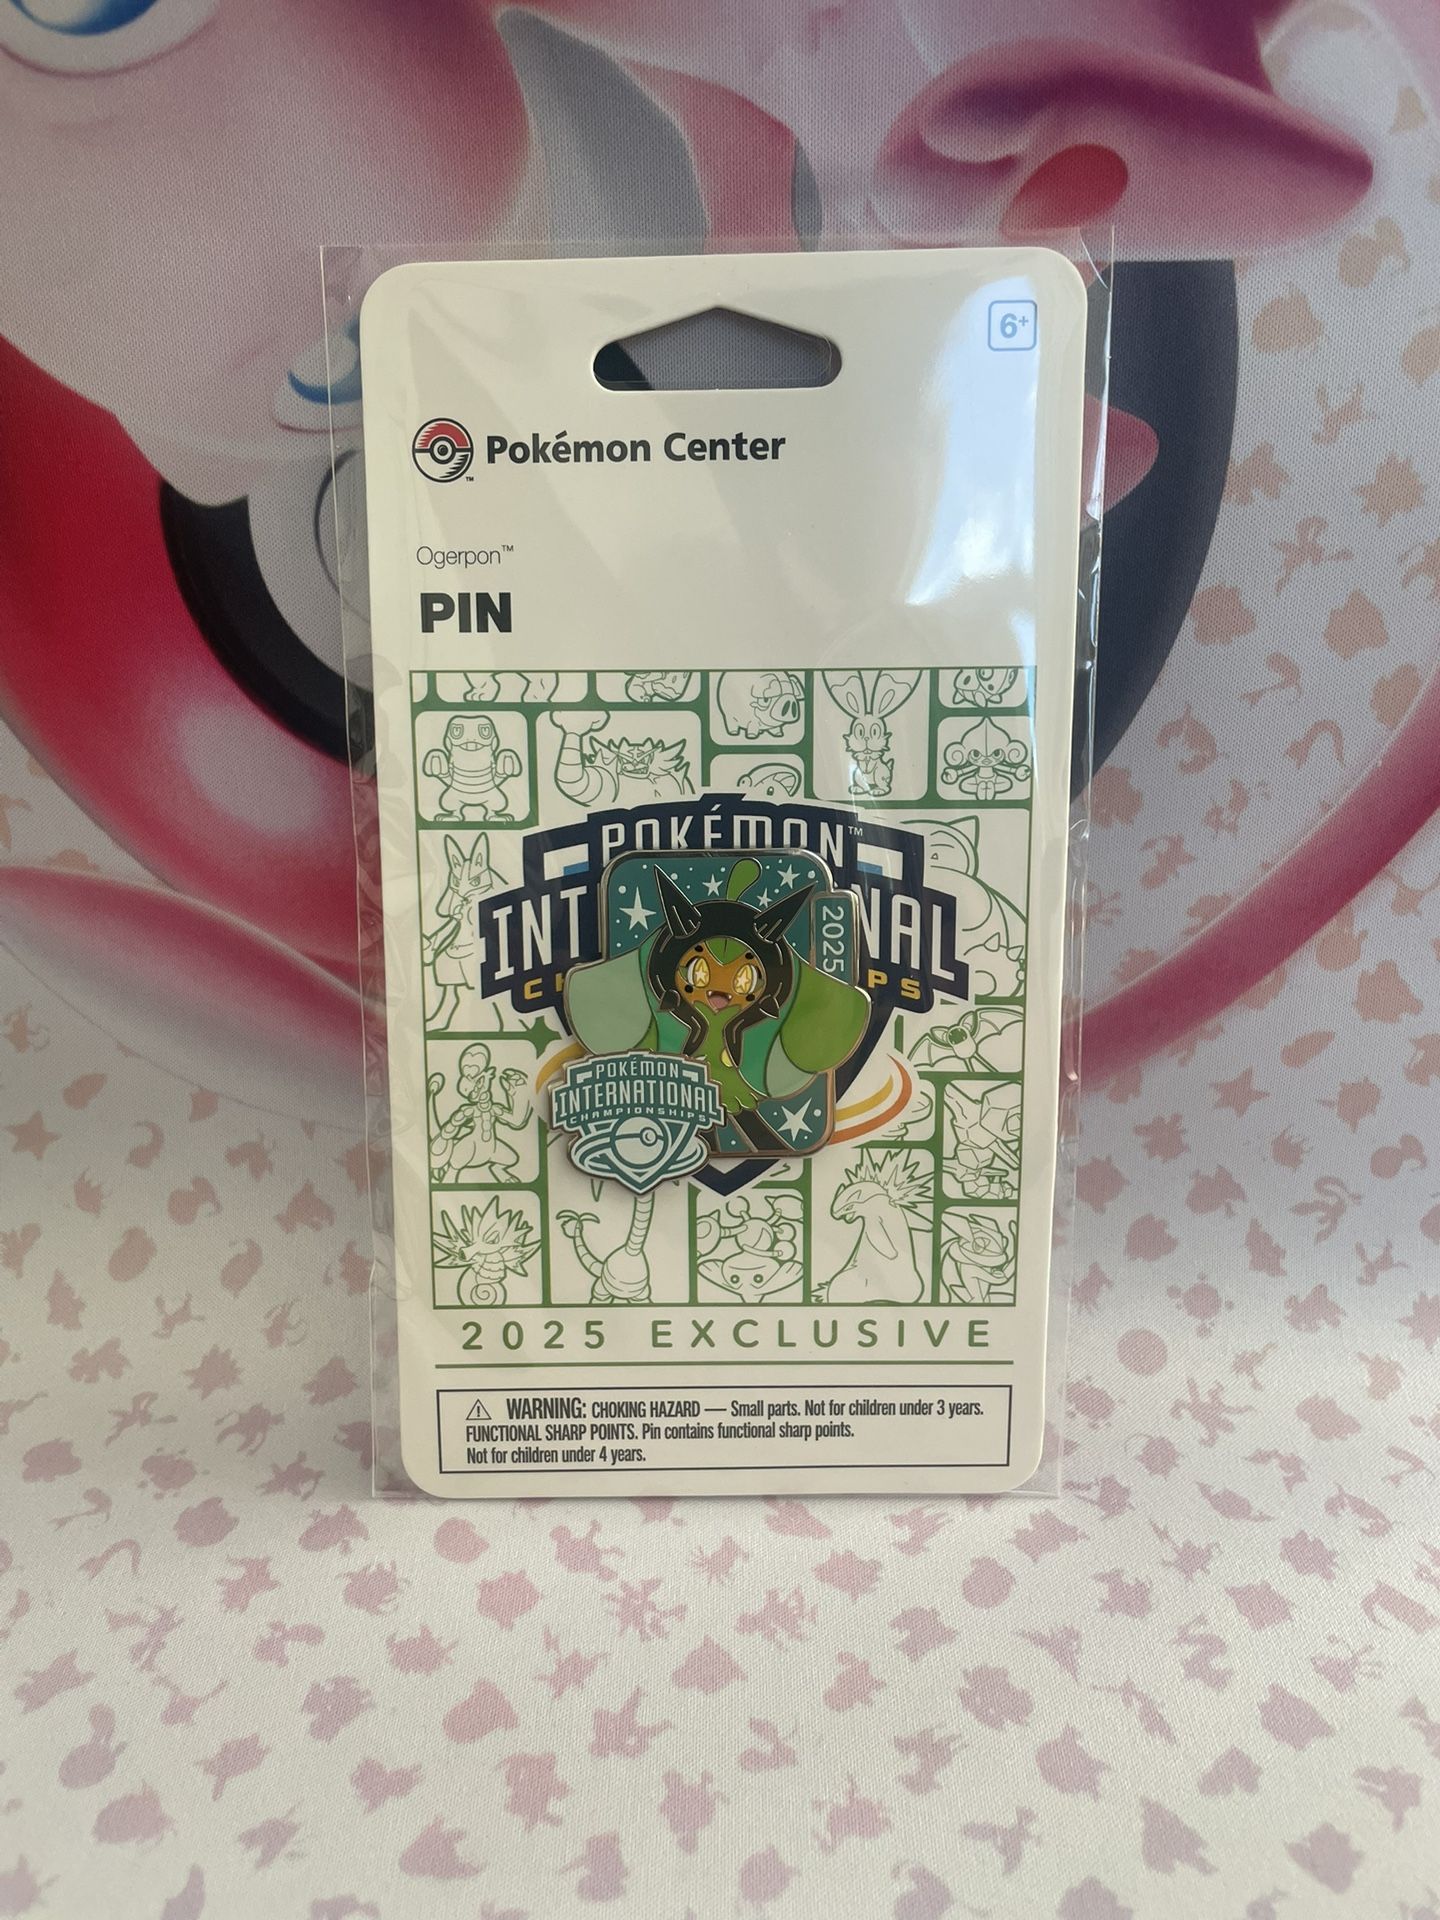 6+
Pokémon Center
TM
Ogerpon™
PIN
POKÉMON™
INT
NAL
CH
PS
2025
POKÉMON
INTERNATIONAL
CHAMPIONSHIPS
2025 EXCLUSIVE
⚠ WARNING: CHOKING HAZARD — Small parts. Not for children under 3 years.
FUNCTIONAL SHARP POINTS. Pin contains functional sharp points.
Not for children under 4 years.